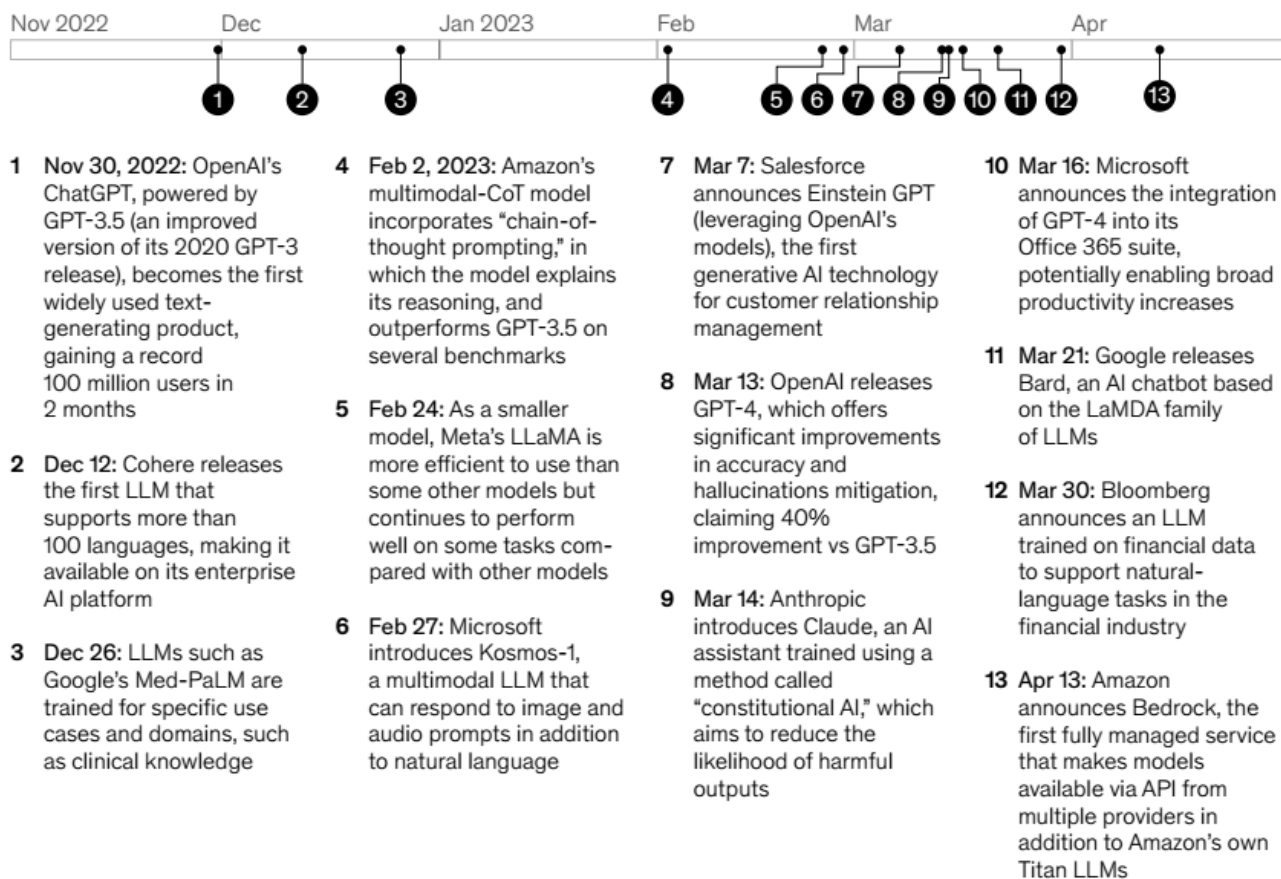 Nov 2022
Dec
Jan 2023
Feb
Mar
Apr
1
2
3
4
5
6
7
8
9
10
11
12
13
1 Nov 30, 2022: OpenAI's
ChatGPT, powered by
GPT-3.5 (an improved
version of its 2020 GPT-3
release), becomes the first
widely used text-
generating product,
gaining a record
100 million users in
2 months
2 Dec 12: Cohere releases
the first LLM that
supports more than
100 languages, making it
available on its enterprise
AI platform
3 Dec 26: LLMs such as
Google's Med-PaLM are
trained for specific use
cases and domains, such
as clinical knowledge
4 Feb 2, 2023: Amazon's
multimodal-CoT model
incorporates “chain-of-
thought prompting,” in
which the model explains
its reasoning, and
outperforms GPT-3.5 on
several benchmarks
5 Feb 24: As a smaller
model, Meta's LLaMA is
more efficient to use than
some other models but
continues to perform
well on some tasks com-
pared with other models
6 Feb 27: Microsoft
introduces Kosmos-1,
a multimodal LLM that
can respond to image and
audio prompts in addition
to natural language
7 Mar 7: Salesforce
announces Einstein GPT
(leveraging OpenAI's
models), the first
generative AI technology
for customer relationship
management
8 Mar 13: OpenAI releases
GPT-4, which offers
significant improvements
in accuracy and
hallucinations mitigation,
claiming 40%
improvement vs GPT-3.5
9 Mar 14: Anthropic
introduces Claude, an AI
assistant trained using a
method called
“constitutional AI,” which
aims to reduce the
likelihood of harmful
outputs
10 Mar 16: Microsoft
announces the integration
of GPT-4 into its
Office 365 suite,
potentially enabling broad
productivity increases
11 Mar 21: Google releases
Bard, an AI chatbot based
on the LaMDA family
of LLMs
12 Mar 30: Bloomberg
announces an LLM
trained on financial data
to support natural-
language tasks in the
financial industry
13 Apr 13: Amazon
announces Bedrock, the
first fully managed service
that makes models
available via API from
multiple providers in
addition to Amazon's own
Titan LLMs